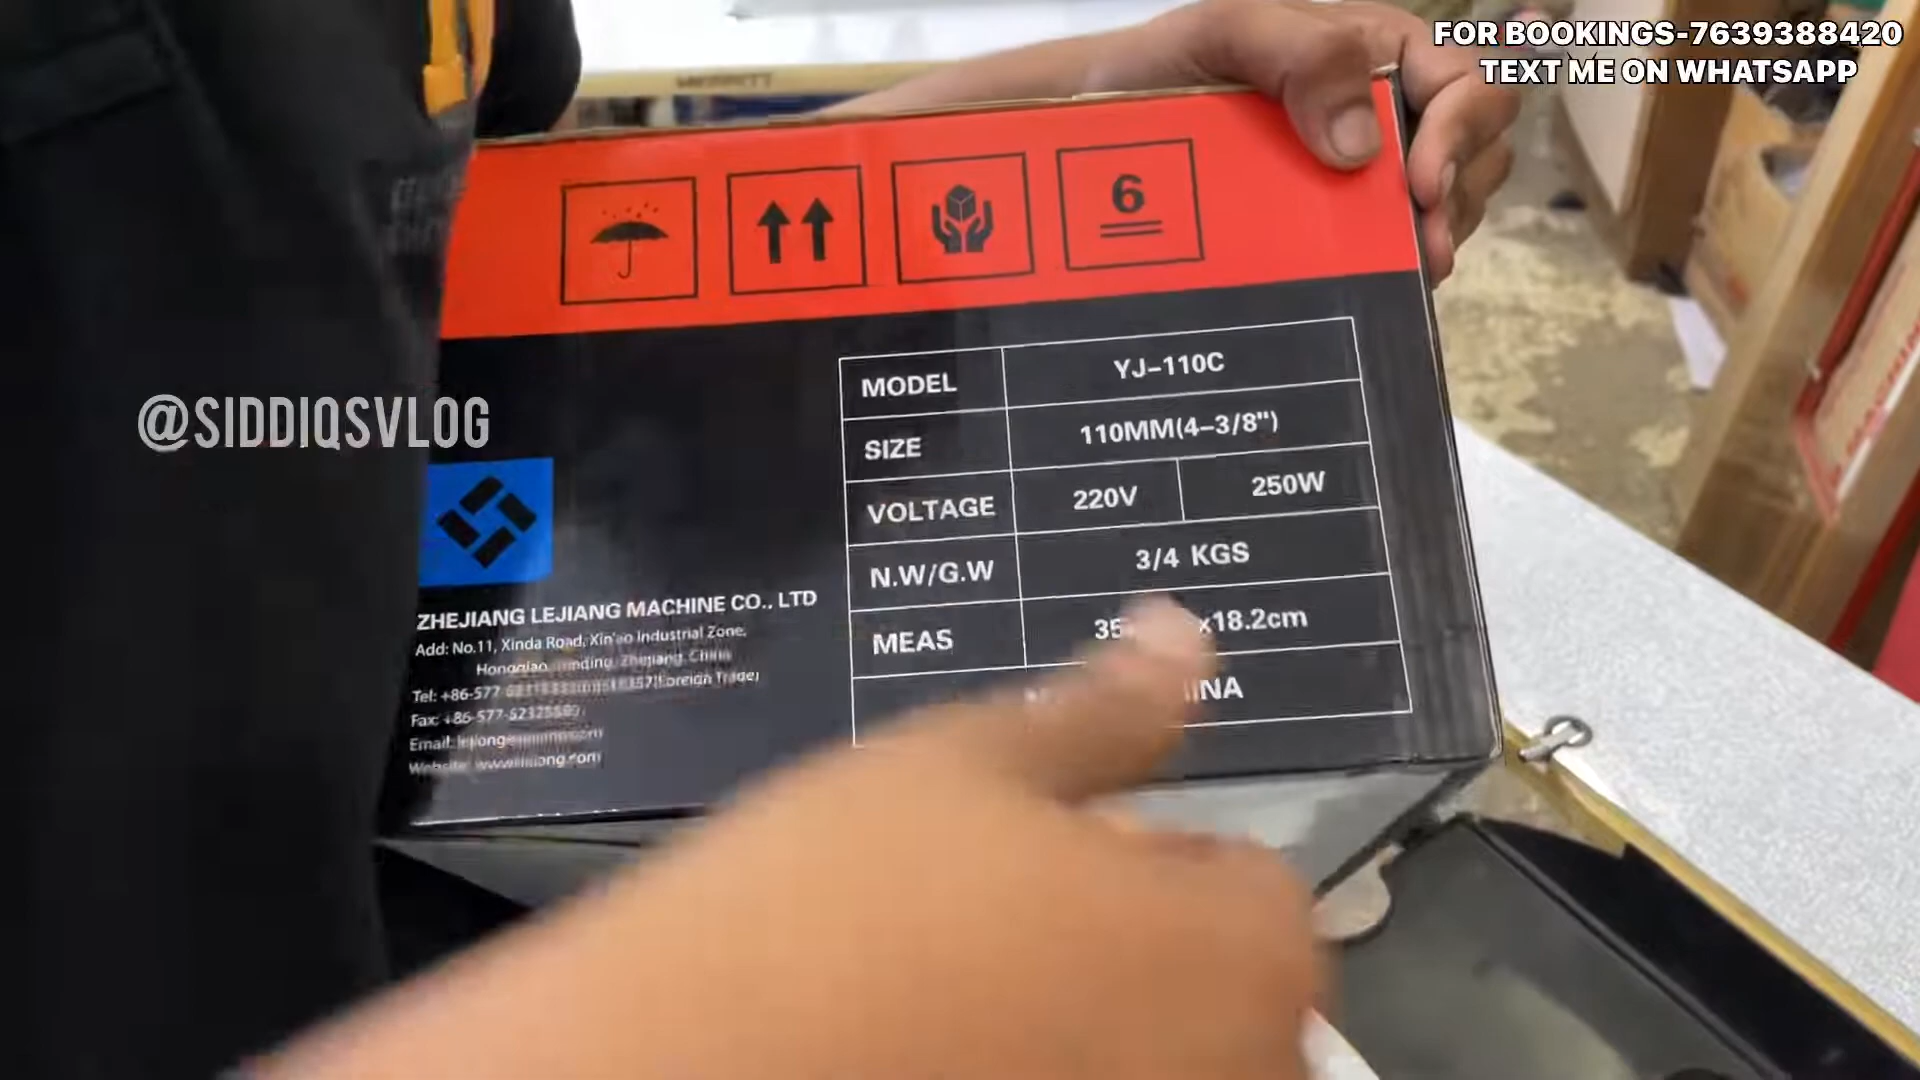 FOR BOOKINGS-7639388420
TEXT ME ON WHATSAPP
6
@SIDDIQSVLOG
MODEL YJ-110C
SIZE 110MM(4-3/8")
VOLTAGE 220V 250W
N.W/G.W 3/4 KGS
MEAS x18.2cm
ZHEJIANG LEJIANG MACHINE CO., LTD
Add: No.11, Xinda Road, Xin'ao Industrial Zone,
Zhejiang, China
Tel: +86-577
Fax: +86-577-
Email:
Website: